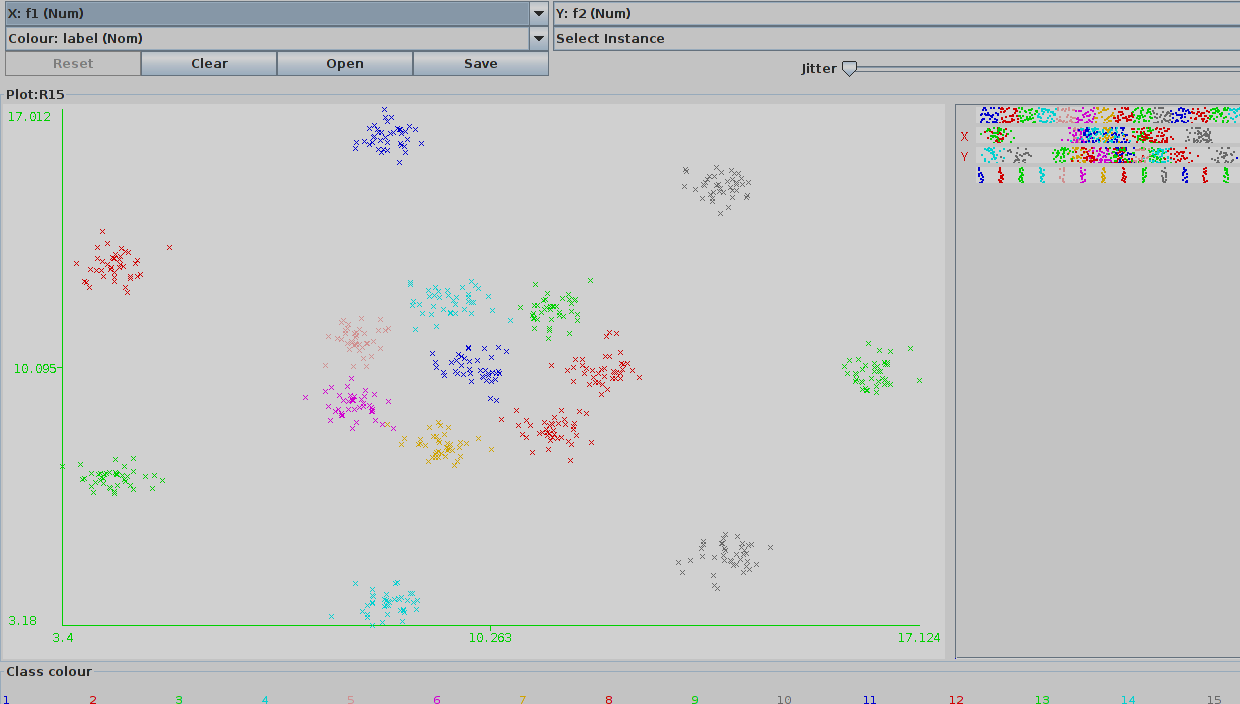 X: f1 (Num) Y: f2 (Num)
Colour: label (Nom) Select Instance
Reset Clear Open Save Jitter
Plot:R15
17.012
X
Y
10.095
3.18
3.4 10.263 17.124
Class colour
1 2 3 4 5 6 7 8 9 10 11 12 13 14 15